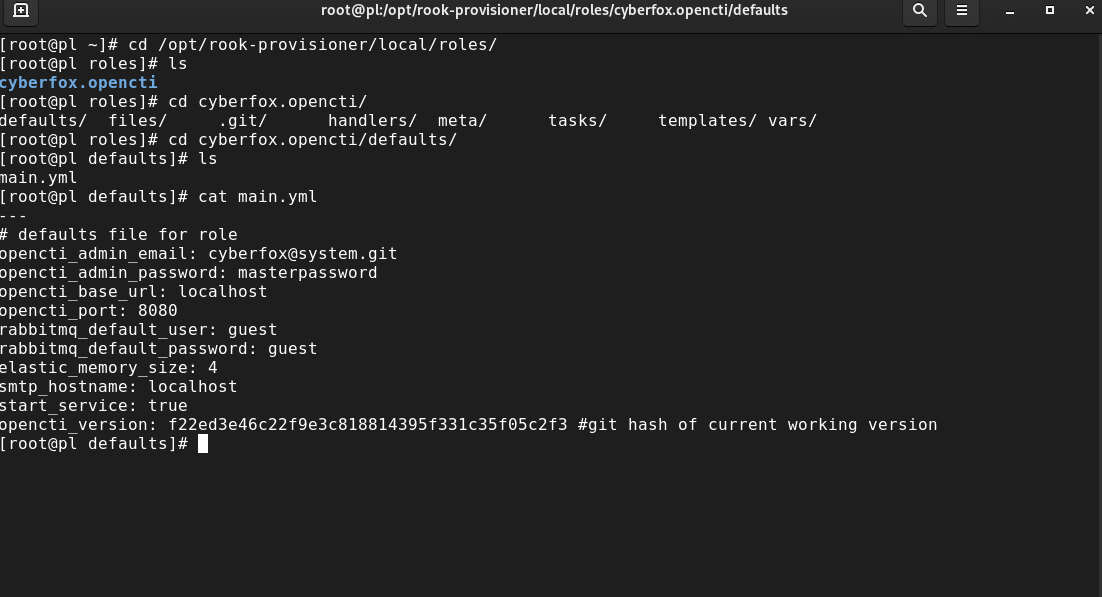 root@pl:/opt/rook-provisioner/local/roles/cyberfox.opencti/defaults
[root@pl ~]# cd /opt/rook-provisioner/local/roles/
[root@pl roles]# ls
cyberfox.opencti
[root@pl roles]# cd cyberfox.opencti/
defaults/  files/     .git/      handlers/  meta/      tasks/     templates/ vars/
[root@pl roles]# cd cyberfox.opencti/defaults/
[root@pl defaults]# ls
main.yml
[root@pl defaults]# cat main.yml
---
# defaults file for role
opencti_admin_email: cyberfox@system.git
opencti_admin_password: masterpassword
opencti_base_url: localhost
opencti_port: 8080
rabbitmq_default_user: guest
rabbitmq_default_password: guest
elastic_memory_size: 4
smtp_hostname: localhost
start_service: true
opencti_version: f22ed3e46c22f9e3c818814395f331c35f05c2f3 #git hash of current working version
[root@pl defaults]#